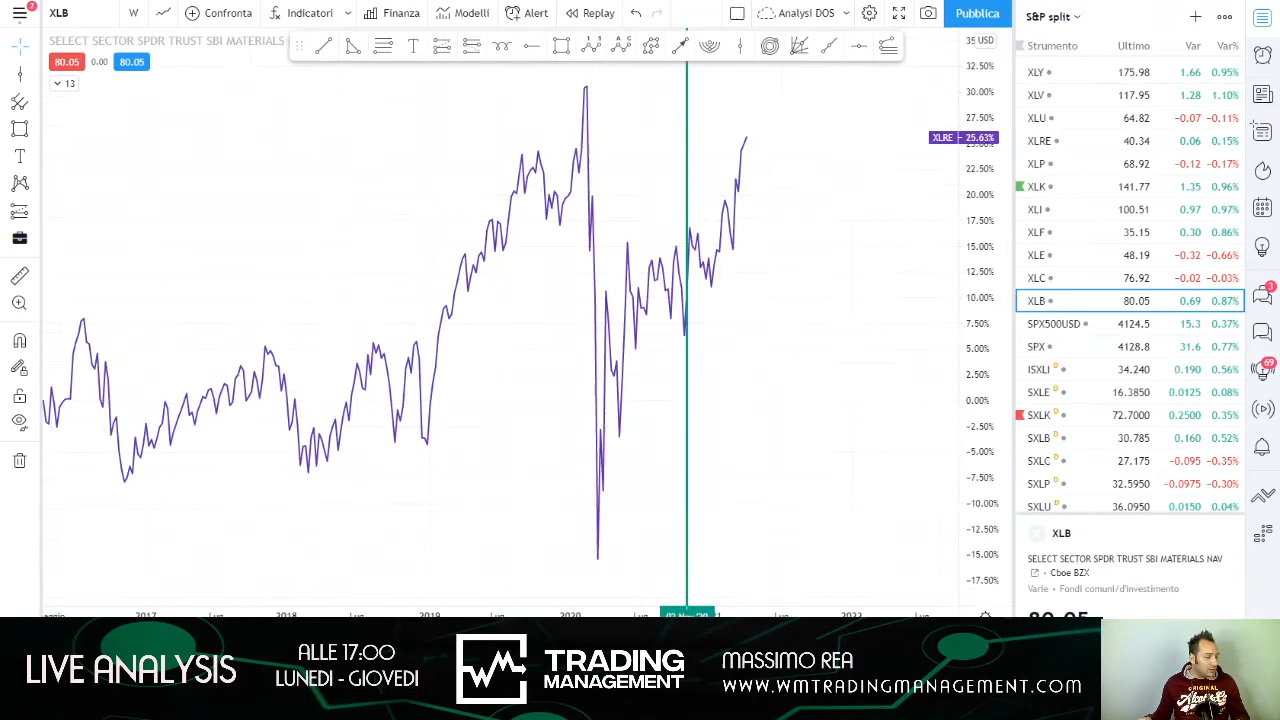 2
XLB
W
Confronta
Indicatori
Finanza
Modelli
Alert
Replay
Analysi DOS
Pubblica
S&P split
SELECT SECTOR SPDR TRUST SBI MATERIALS
80.05 0.00 80.05
13
USD
32.50%
30.00%
27.50%
XLRE 25.63%
22.50%
20.00%
17.50%
15.00%
12.50%
10.00%
7.50%
5.00%
2.50%
0.00%
−2.50%
−5.00%
−7.50%
−10.00%
−12.50%
−15.00%
−17.50%
2017 2018 2019 2020 2022
Strumento Ultimo Var Var%
XLY 175.98 1.66 0.95%
XLV 117.95 1.28 1.10%
XLU 64.82 −0.07 −0.11%
XLRE 40.34 0.06 0.15%
XLP 68.92 −0.12 −0.17%
XLK 141.77 1.35 0.96%
XLI 100.51 0.97 0.97%
XLF 35.15 0.30 0.86%
XLE 48.19 −0.32 −0.66%
XLC 76.92 −0.02 −0.03%
XLB 80.05 0.69 0.87%
SPX500USD 4124.5 15.3 0.37%
SPX 4128.8 31.6 0.77%
ISXLI D 34.240 0.190 0.56%
SXLE D 16.3850 0.0125 0.08%
SXLK D 72.7000 0.2500 0.35%
SXLB D 30.785 0.160 0.52%
SXLC D 27.175 −0.095 −0.35%
SXLP D 32.5950 −0.0975 −0.30%
SXLU D 36.0950 0.0150 0.04%
3
69
XLB
SELECT SECTOR SPDR TRUST SBI MATERIALS NAV
Cboe BZX
Varie • Fondi comuni/d'investimento
LIVE ANALYSIS
ALLE 17:00
LUNEDI - GIOVEDI
TRADING
MANAGEMENT
MASSIMO REA
WWW.WMTRADINGMANAGEMENT.COM
ORIGINAL